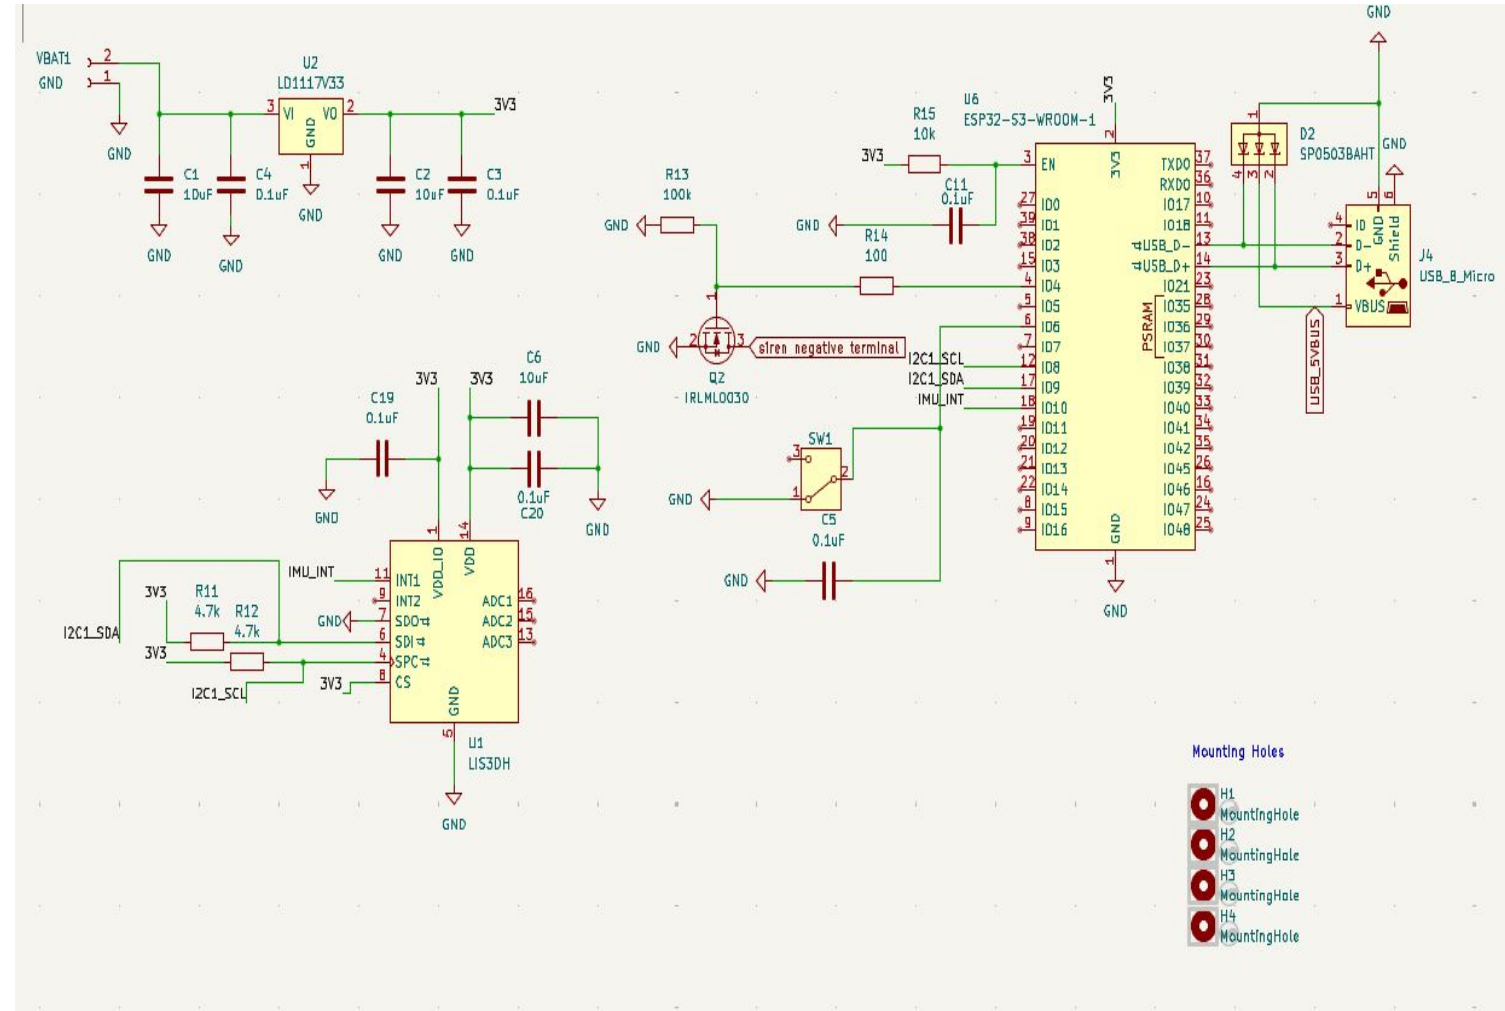 VBAT1
2
GND
1
GND
U2
LD1117V33
3
VI
VO
2
GND
1
GND
3V3
C1
10uF
GND
C4
0.1uF
GND
C2
10uF
GND
C3
0.1uF
GND
R13
100k
GND
R15
10k
3V3
C11
0.1uF
GND
R14
100
1
GND
2
3
siren negative terminal
Q2
IRLML0030
U6
ESP32-S3-WROOM-1
3V3
2
3V3
3 EN
27 IO0
39 IO1
38 IO2
15 IO3
4 IO4
5 IO5
6 IO6
7 IO7
I2C1_SCL 12 IO8
I2C1_SDA 17 IO9
IMU_INT 18 IO10
19 IO11
20 IO12
21 IO13
22 IO14
8 IO15
9 IO16
TXD0 37
RXD0 36
IO17 10
IO18 11
USB_D- 13
USB_D+ 14
IO21 23
IO35 28
IO36 29
IO37 30
IO38 31
IO39 32
IO40 33
IO41 34
IO42 35
IO45 26
IO46 16
IO47 24
IO48 25
PSRAM
GND
1
GND
GND
1
D2
SP0503BAHT
4
3
2
GND
5
6
4 ID
2 D-
3 D+
1 VBUS
GND
Shield
J4
USB_B_Micro
USB_5VBUS
SW1
3
2
1
GND
C5
0.1uF
GND
3V3
3V3
C6
10uF
C19
0.1uF
GND
0.1uF
C20
GND
1
14
VDD_IO
VDD
IMU_INT 11 INT1
9 INT2
GND 7 SDO
6 SDI
4 SPC
3V3 8 CS
ADC1 16
ADC2 15
ADC3 13
GND
5
U1
LIS3DH
GND
3V3
R11
4.7k
R12
4.7k
I2C1_SDA
3V3
I2C1_SCL
Mounting Holes
H1
MountingHole
H2
MountingHole
H3
MountingHole
H4
MountingHole